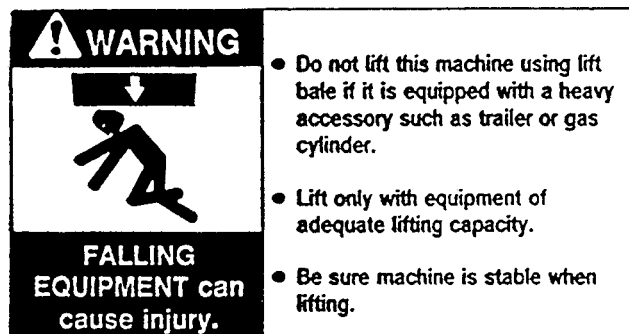 WARNING
FALLING
EQUIPMENT can
cause injury.
• Do not lift this machine using lift
bale if it is equipped with a heavy
accessory such as trailer or gas
cylinder.
• Lift only with equipment of
adequate lifting capacity.
• Be sure machine is stable when
lifting.